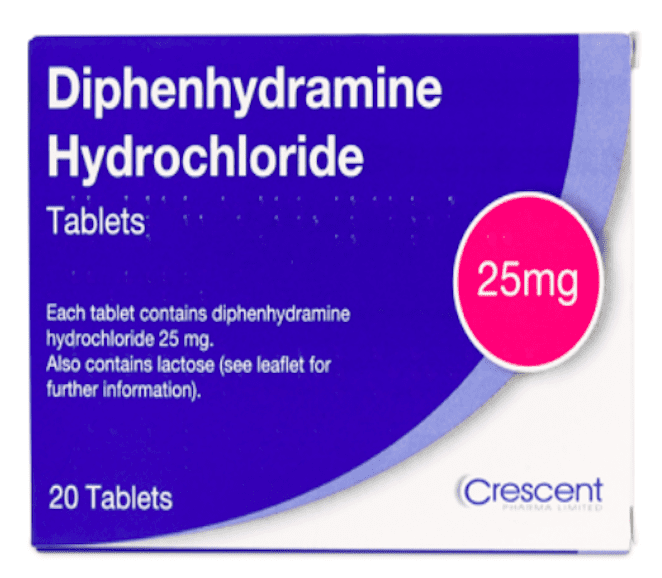 Diphenhydramine
Hydrochloride
Tablets
25mg
Each tablet contains diphenhydramine
hydrochloride 25 mg.
Also contains lactose (see leaflet for
further information).
20 Tablets
Crescent
PHARMA LIMITED